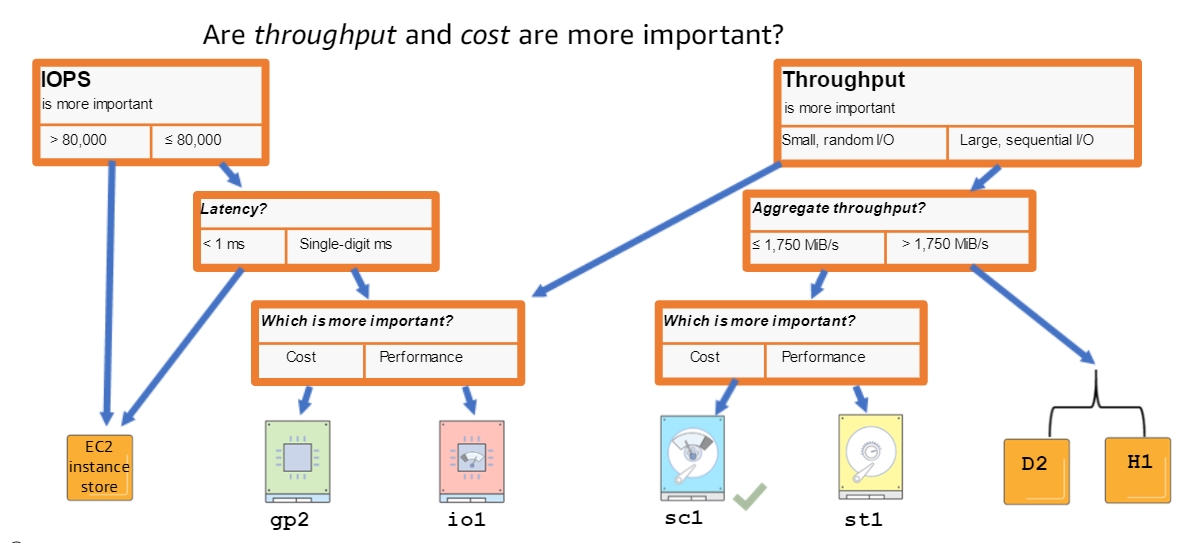 Are throughput and cost are more important?
IOPS
is more important
> 80,000
≤ 80,000
Throughput
is more important
Small, random I/O
Large, sequential I/O
Latency?
< 1 ms
Single-digit ms
Aggregate throughput?
≤ 1,750 MiB/s
> 1,750 MiB/s
Which is more important?
Cost
Performance
Which is more important?
Cost
Performance
EC2
instance
store
gp2
io1
sc1
st1
D2
H1